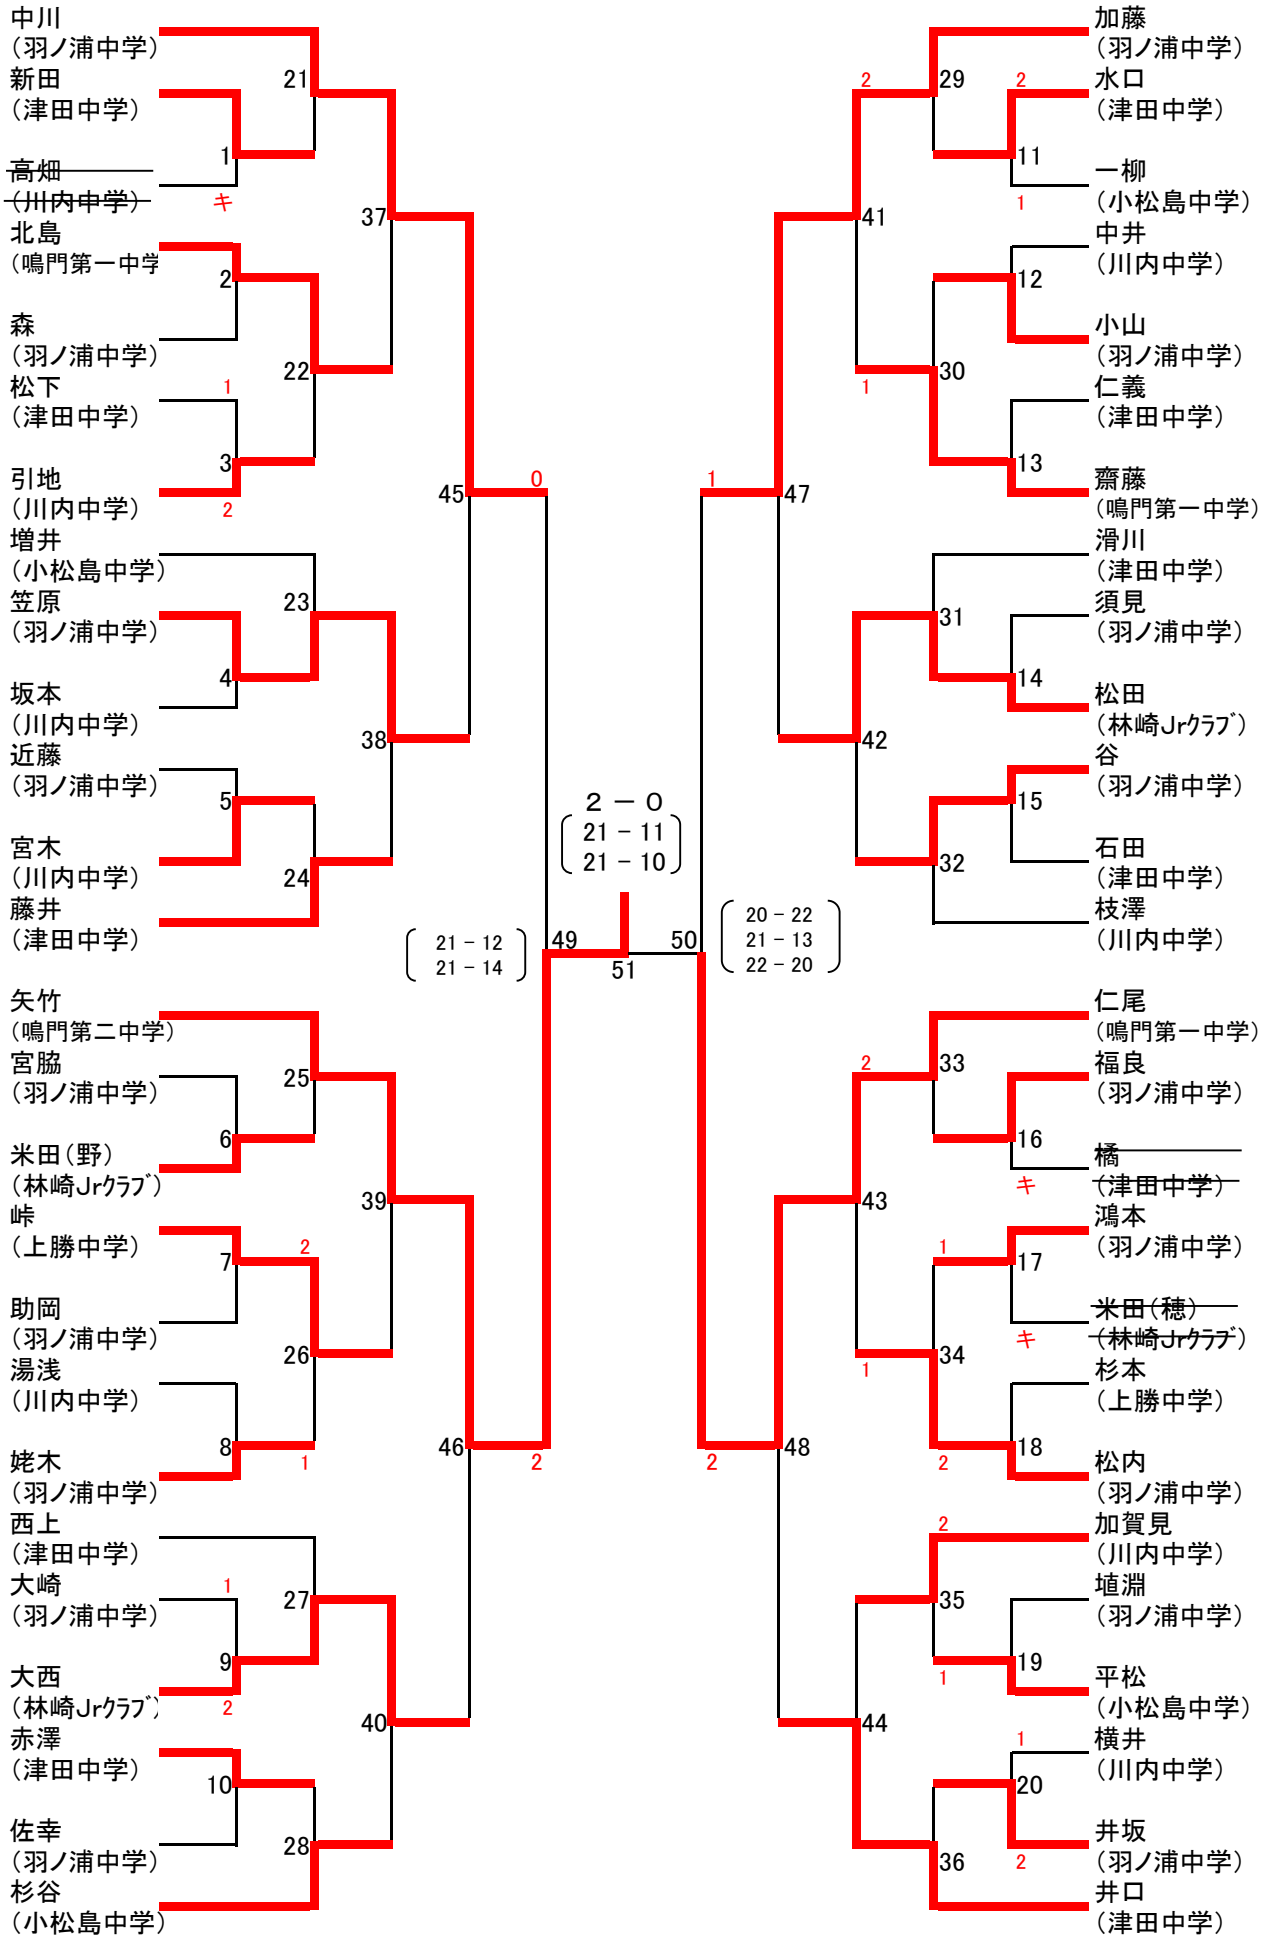 中川
(羽ノ浦中学)
新田
(津田中学)
高畑
(川内中学)
北島
(鳴門第一中学
森
(羽ノ浦中学)
松下
(津田中学)
引地
(川内中学)
増井
(小松島中学)
笠原
(羽ノ浦中学)
坂本
(川内中学)
近藤
(羽ノ浦中学)
宮木
(川内中学)
藤井
(津田中学)
矢竹
(鳴門第二中学)
宮脇
(羽ノ浦中学)
米田(野)
(林崎Jrクラブ)
峠
(上勝中学)
助岡
(羽ノ浦中学)
湯浅
(川内中学)
姥木
(羽ノ浦中学)
西上
(津田中学)
大崎
(羽ノ浦中学)
大西
(林崎Jrクラブ)
赤澤
(津田中学)
佐幸
(羽ノ浦中学)
杉谷
(小松島中学)
1
キ
2
1
3
2
4
5
6
7
8
1
9
2
10
21
22
23
24
25
2
26
1
27
28
37
38
39
40
45
46
0
2
49
21 - 12
21 - 14
2 - 0
21 - 11
21 - 10
51
50
20 - 22
21 - 13
22 - 20
1
2
47
48
41
42
43
44
2
1
2
1
29
30
31
32
33
1
34
2
2
35
1
36
2
11
1
12
13
14
15
16
キ
17
キ
18
19
1
20
2
加藤
(羽ノ浦中学)
水口
(津田中学)
一柳
(小松島中学)
中井
(川内中学)
小山
(羽ノ浦中学)
仁義
(津田中学)
齋藤
(鳴門第一中学)
滑川
(津田中学)
須見
(羽ノ浦中学)
松田
(林崎Jrクラブ)
谷
(羽ノ浦中学)
石田
(津田中学)
枝澤
(川内中学)
仁尾
(鳴門第一中学)
福良
(羽ノ浦中学)
橘
(津田中学)
鴻本
(羽ノ浦中学)
米田(穂)
(林崎Jrクラブ)
杉本
(上勝中学)
松内
(羽ノ浦中学)
加賀見
(川内中学)
埴淵
(羽ノ浦中学)
平松
(小松島中学)
横井
(川内中学)
井坂
(羽ノ浦中学)
井口
(津田中学)